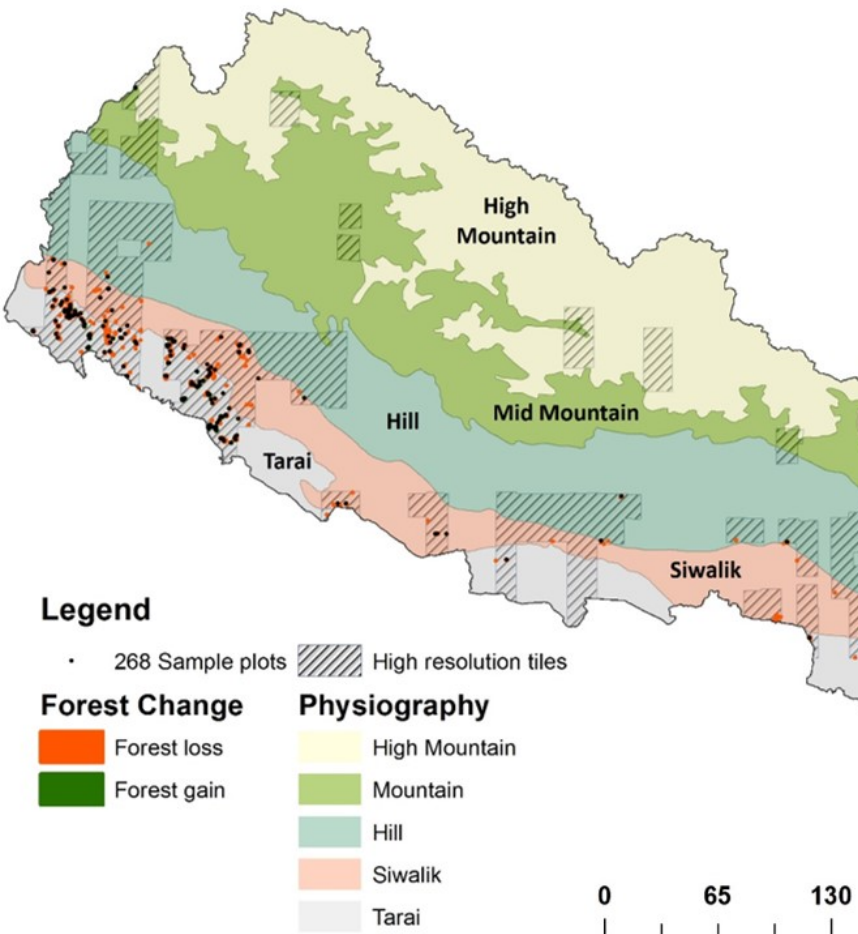 High
Mountain
Mid Mountain
Hill
Tarai
Siwalik
Legend
268 Sample plots
High resolution tiles
Forest Change
Physiography
Forest loss
High Mountain
Forest gain
Mountain
Hill
Siwalik
Tarai
0 65 130